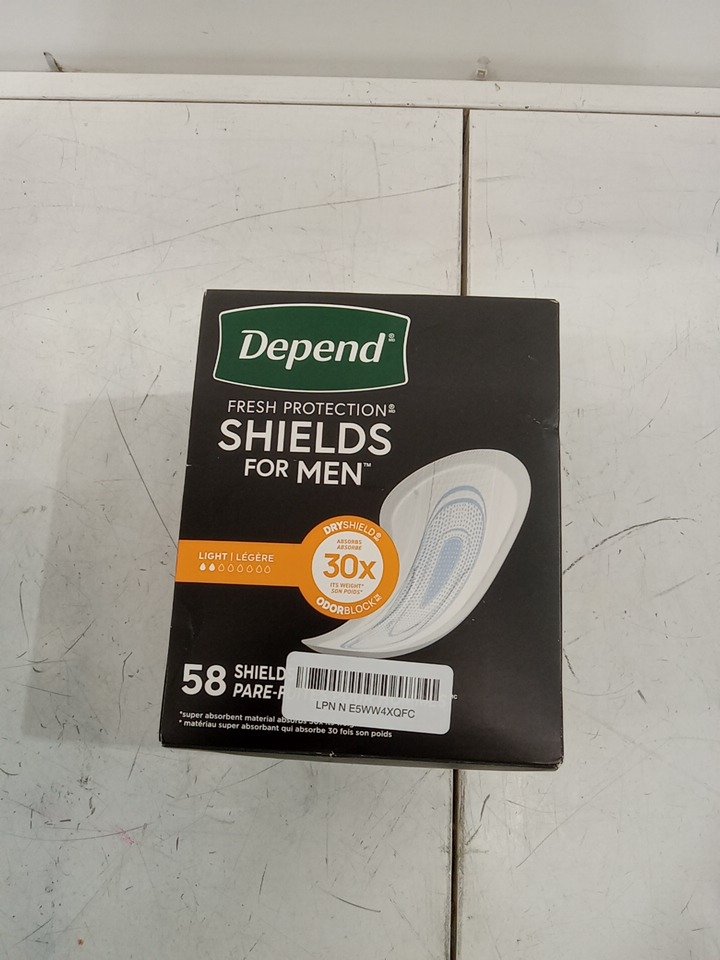 Depend
FRESH PROTECTION
SHIELDS
FOR MEN™
DRYSHIELD
ABSORBS
ABSORBE
30x
ITS WEIGHT*
SON POIDS*
ODORBLOCK
LIGHT | LÉGÈRE
58 SHIELD
PARE-
LPN N E5WW4XQFC
*super absorbent material absorbs
* matériau super absorbant qui absorbe 30 fois son poids